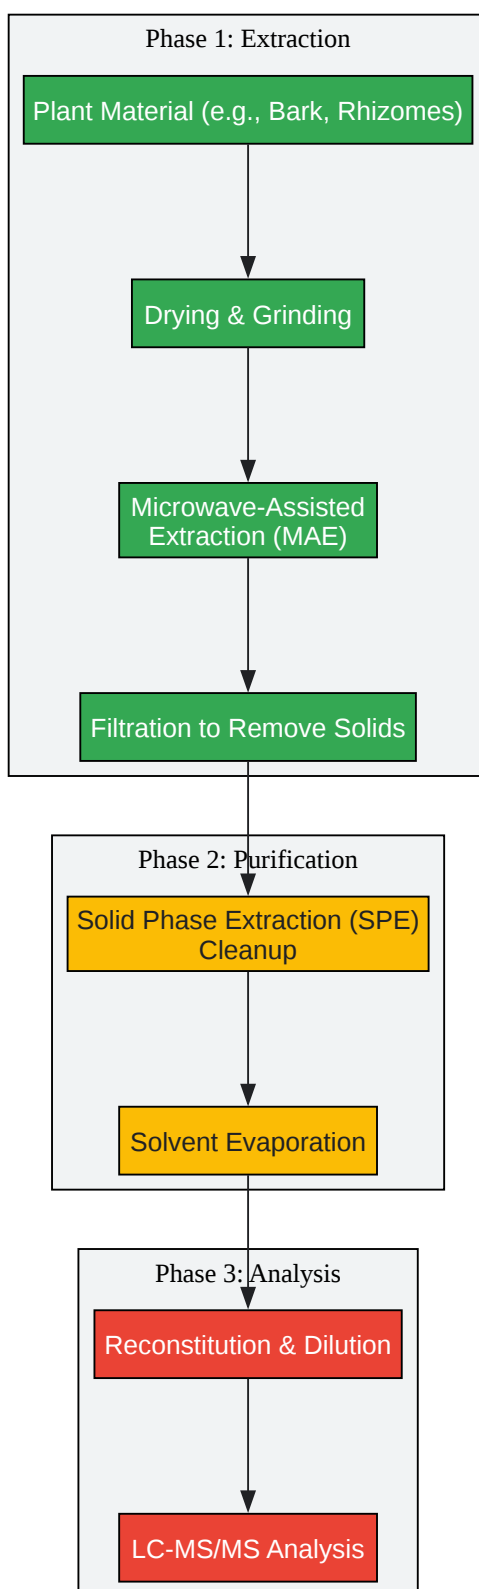 Phase 1: Extraction
Plant Material (e.g., Bark, Rhizomes)
Drying & Grinding
Microwave-Assisted
Extraction (MAE)
Filtration to Remove Solids
Phase 2: Purification
Solid Phase Extraction (SPE)
Cleanup
Solvent Evaporation
Phase 3: Analysis
Reconstitution & Dilution
LC-MS/MS Analysis